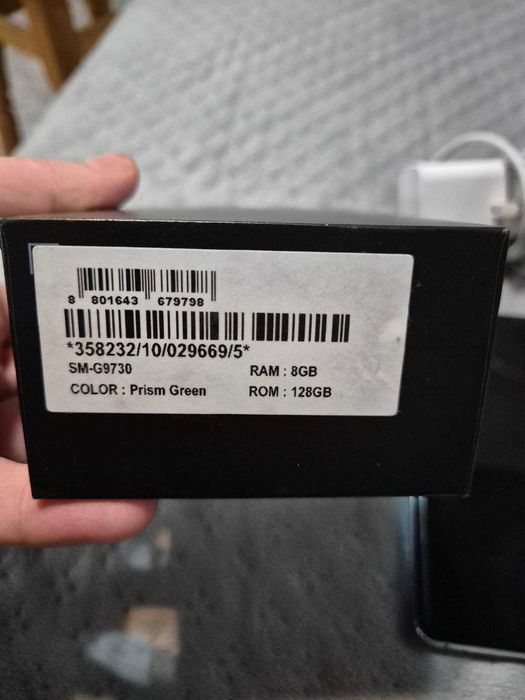 8 801643 679798
*358232/10/029669/5*
SM-G9730 RAM : 8GB
COLOR : Prism Green ROM : 128GB